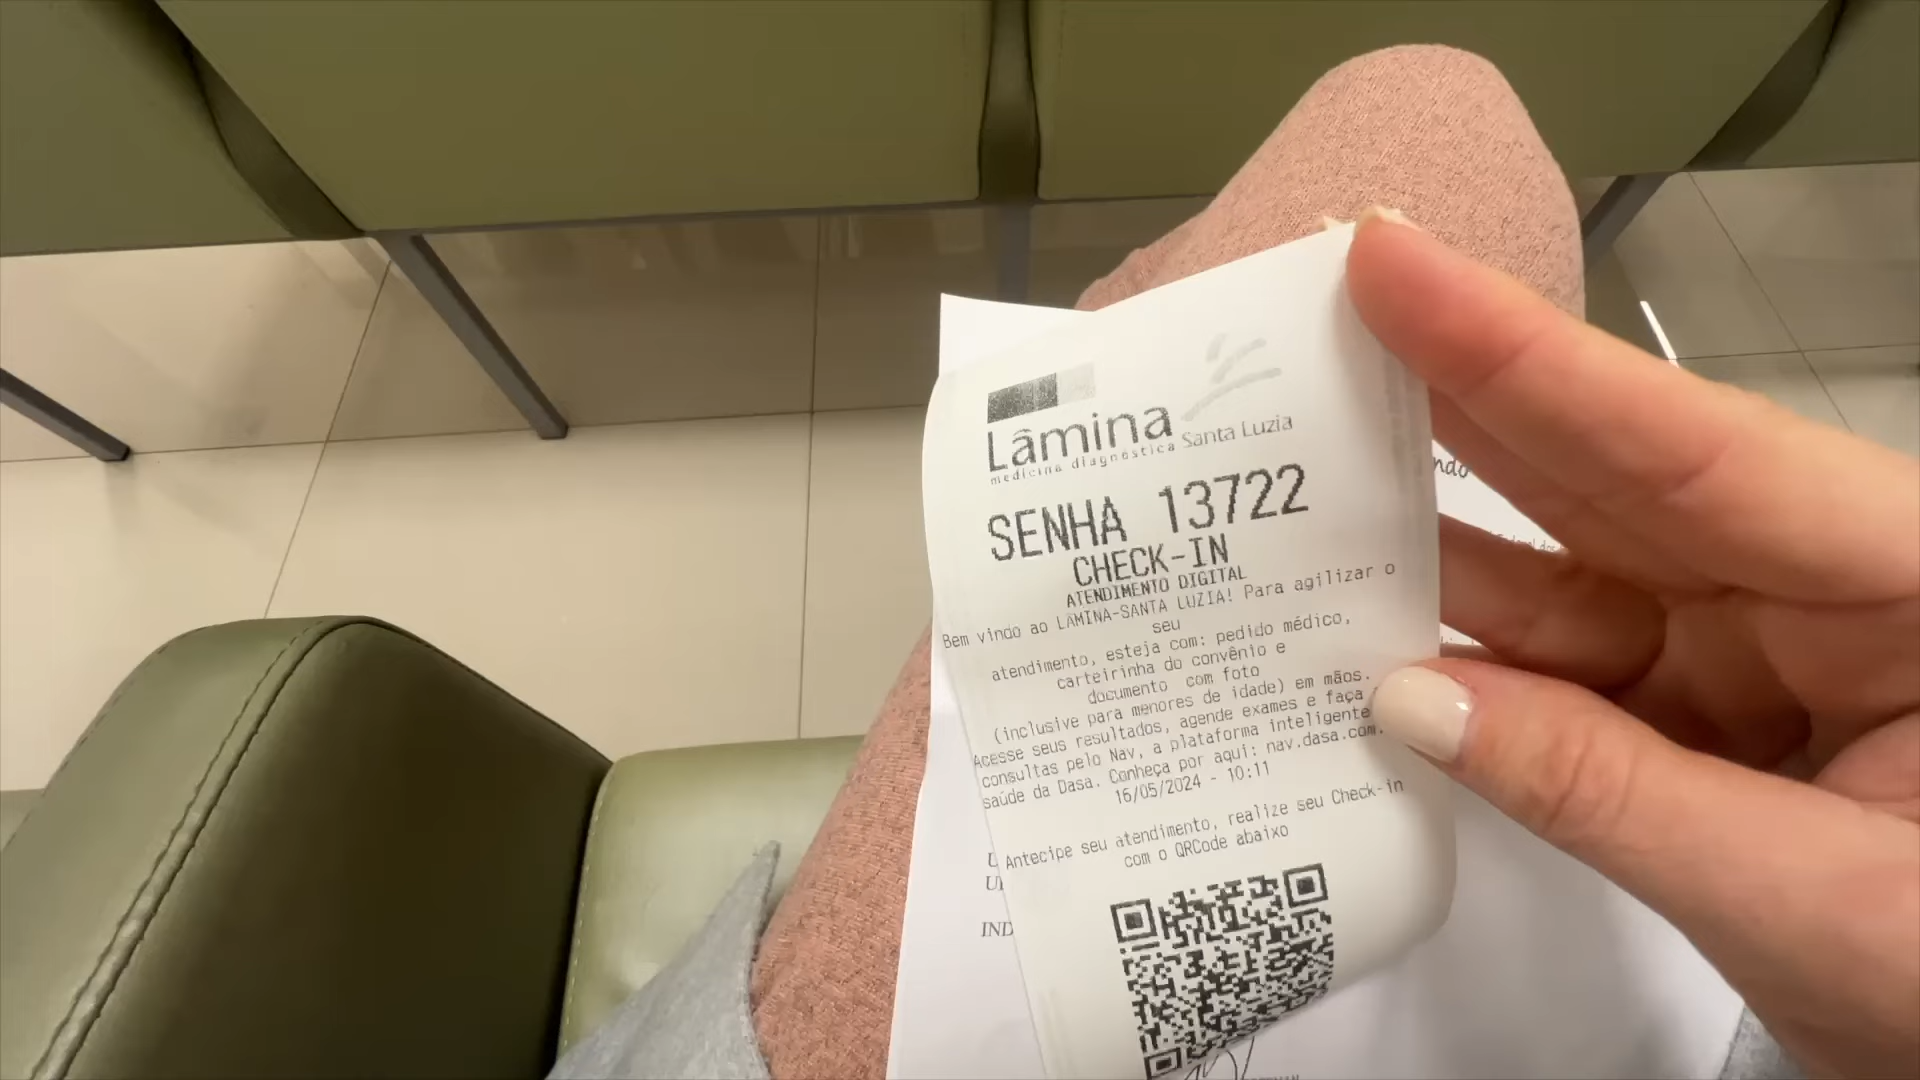 Lâmina
medicina diagnóstica
Santa Luzia
SENHA 13722
CHECK-IN
ATENDIMENTO DIGITAL
Bem vindo ao LÂMINA-SANTA LUZIA! Para agilizar o
seu
atendimento, esteja com: pedido médico,
carteirinha do convênio e
documento com foto
(inclusive para menores de idade) em mãos.
Acesse seus resultados, agende exames e faça
consultas pelo Nav, a plataforma inteligente
saúde da Dasa. Conheça por aqui: nav.dasa.com.
16/05/2024 - 10:11
Antecipe seu atendimento, realize seu Check-in
com o QRCode abaixo